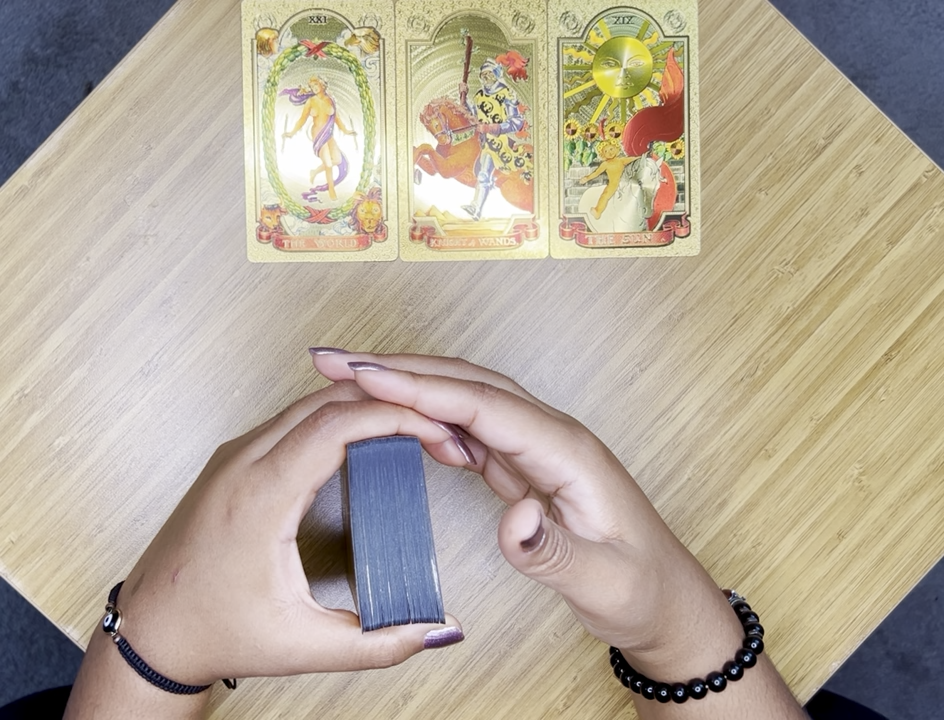 XXI
THE WORLD
KNIGHT of WANDS
XIX
THE SUN